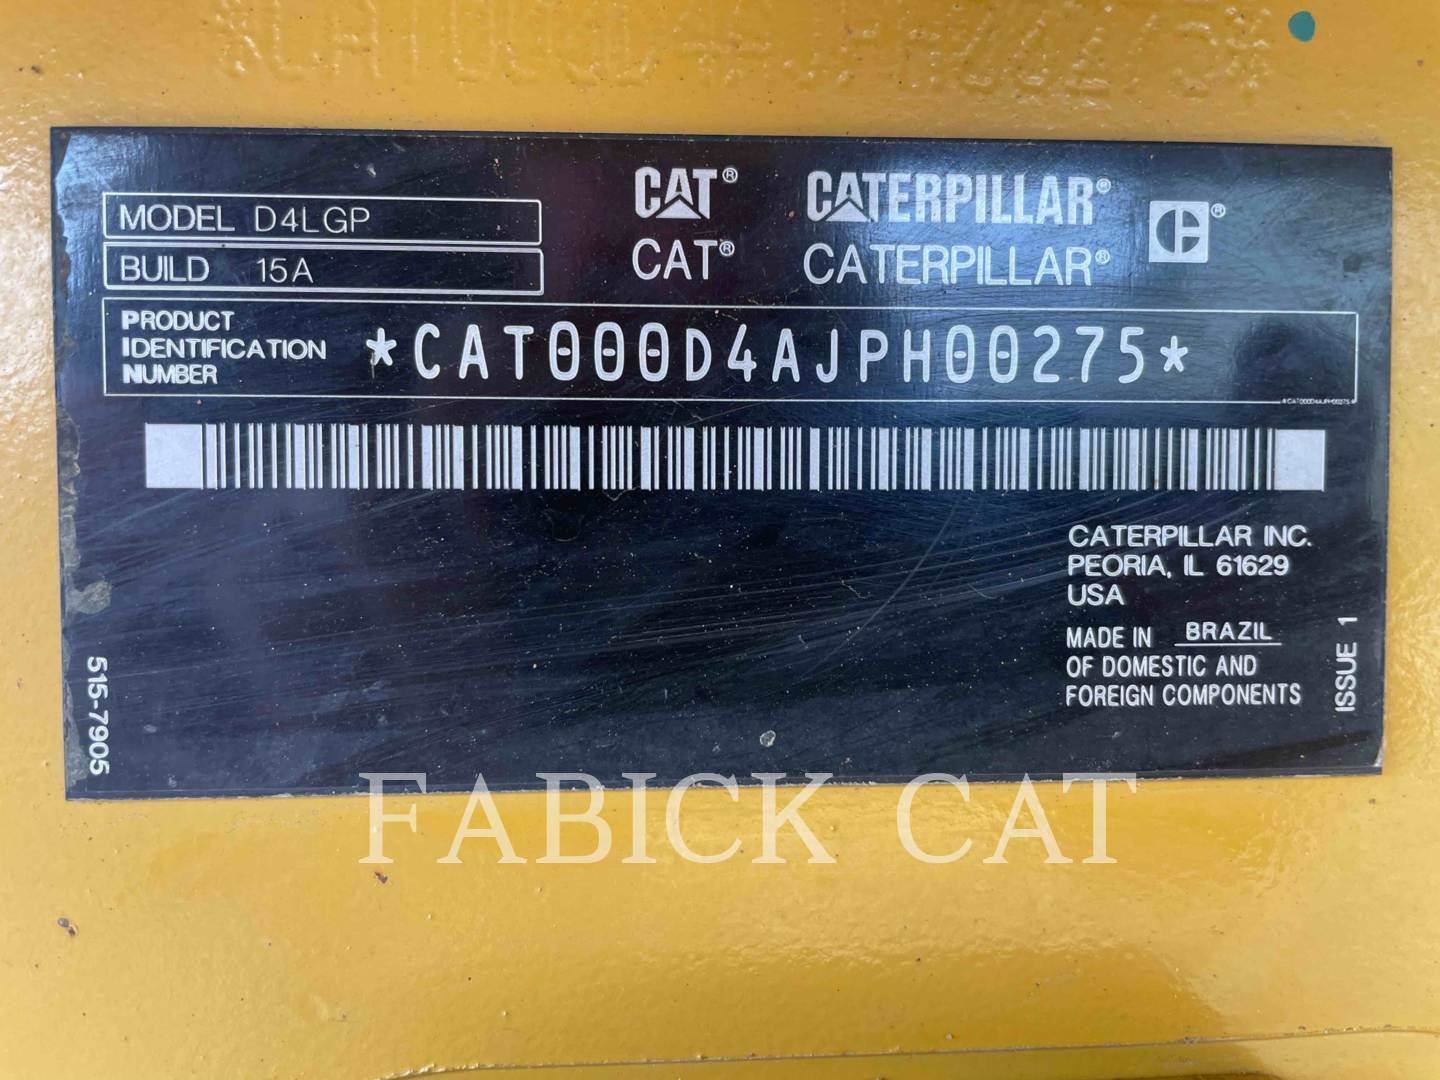 MODEL D4LGP
BUILD 15A
CAT® CATERPILLAR® ®
CAT® CATERPILLAR®
PRODUCT
IDENTIFICATION
NUMBER
*CAT000D4AJPH00275*
*CAT000D4AJPH00275*
CATERPILLAR INC.
PEORIA, IL 61629
USA
MADE IN BRAZIL
OF DOMESTIC AND
FOREIGN COMPONENTS
ISSUE 1
515-7905
FABICK CAT